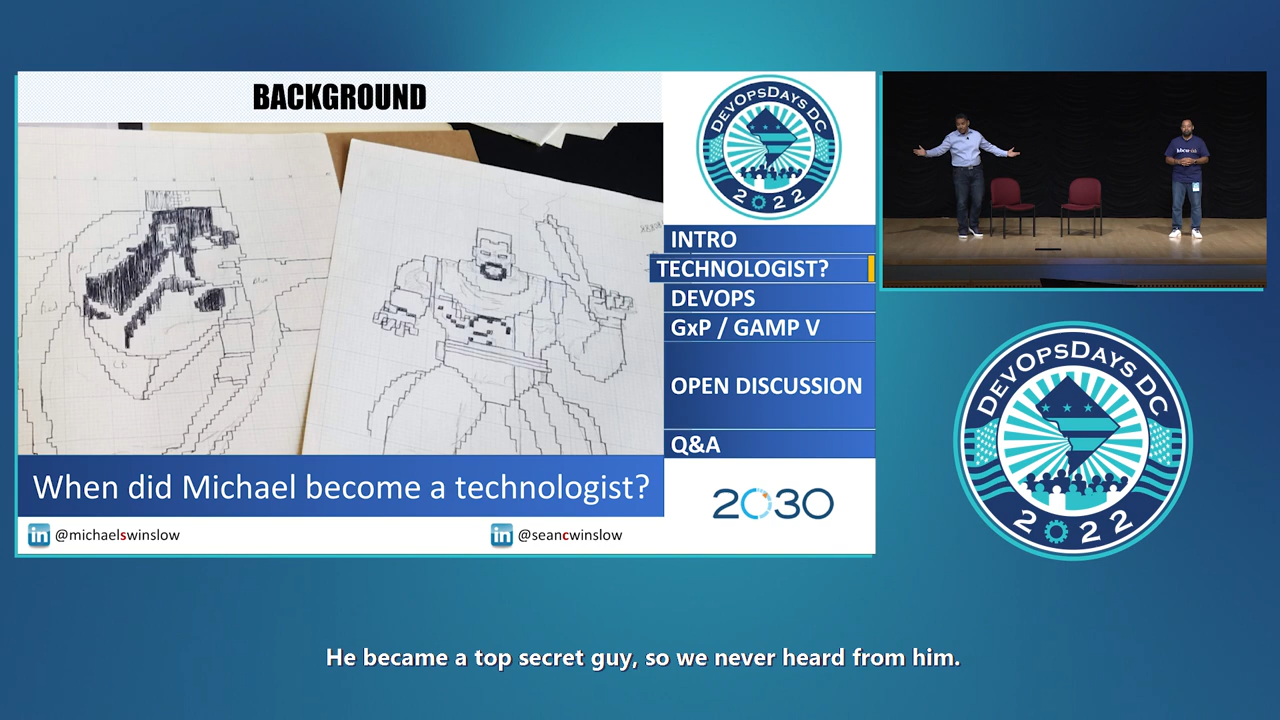 BACKGROUND
When did Michael become a technologist?
@michaelswinslow
@seancwinslow
DEVOPSDAYS DC
2022
INTRO
TECHNOLOGIST?
DEVOPS
GxP / GAMP V
OPEN DISCUSSION
Q&A
2030
DEVOPSDAYS DC
2022
He became a top secret guy, so we never heard from him.